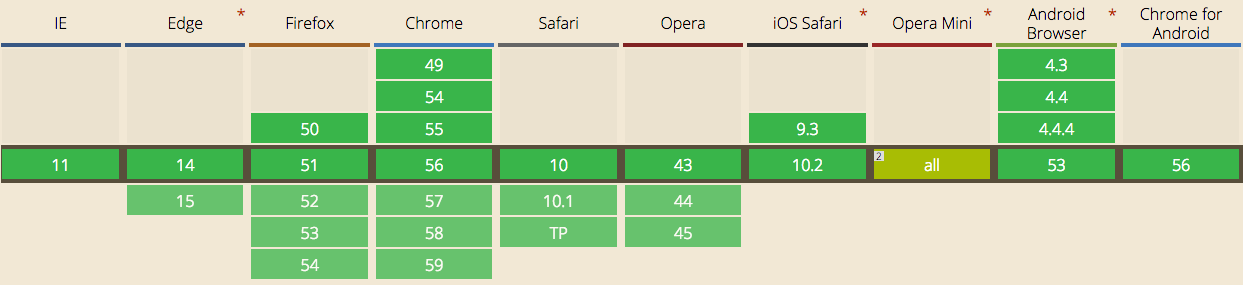 IE Edge * Firefox Chrome Safari Opera iOS Safari * Opera Mini * Android Browser * Chrome for Android
49 4.3
54 4.4
50 55 9.3 4.4.4
11 14 51 56 10 43 10.2 2 all 53 56
15 52 57 10.1 44
53 58 TP 45
54 59